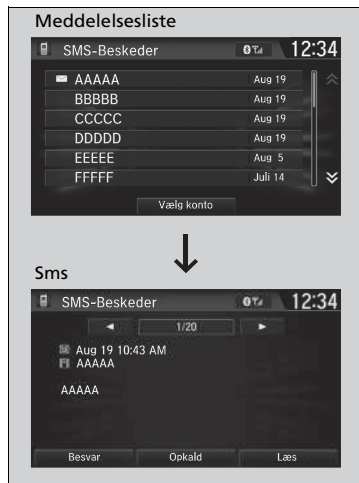 Meddelelsesliste
SMS-Beskeder 12:34
AAAAA Aug 19
BBBBB Aug 19
CCCCC Aug 19
DDDDD Aug 19
EEEEE Aug 5
FFFFF Juli 14
Vælg konto
Sms
SMS-Beskeder 12:34
1/20
Aug 19 10:43 AM
AAAAA
AAAAA
Besvar Opkald Læs